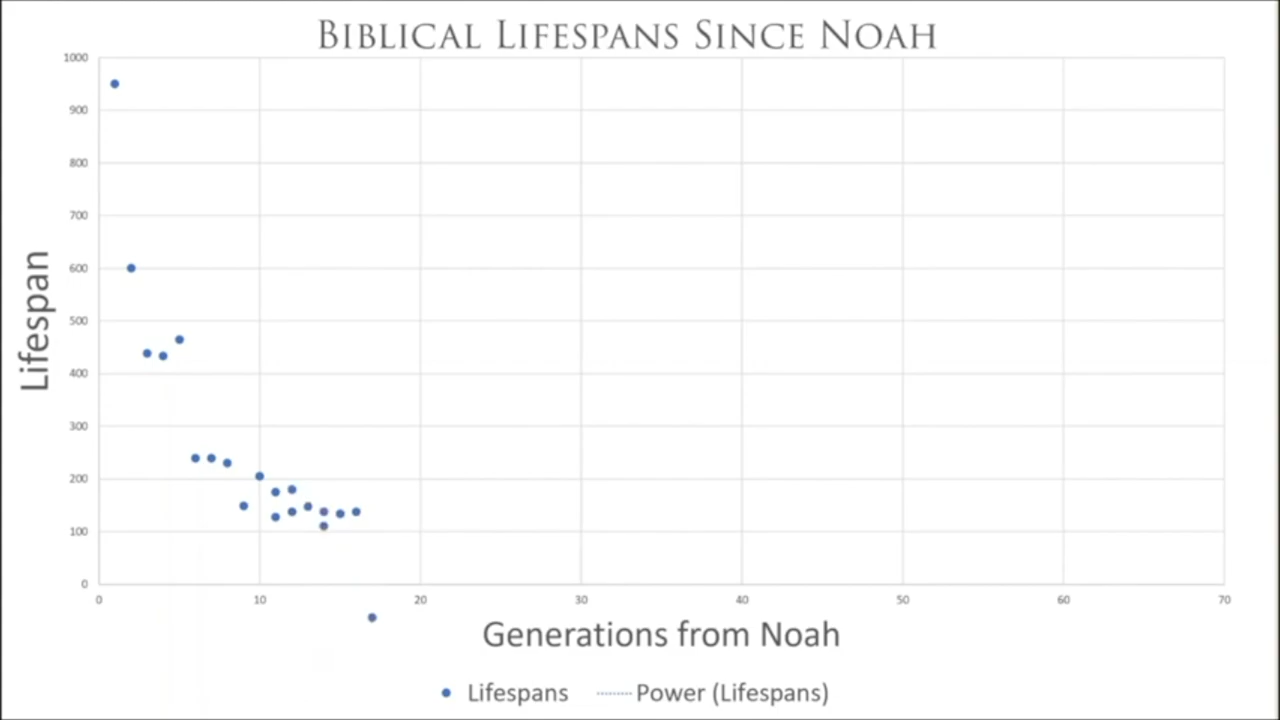 BIBLICAL LIFESPANS SINCE NOAH
1000
900
800
700
600
500
400
300
200
100
0
Lifespan
0 10 20 30 40 50 60 70
Generations from Noah
Lifespans Power (Lifespans)